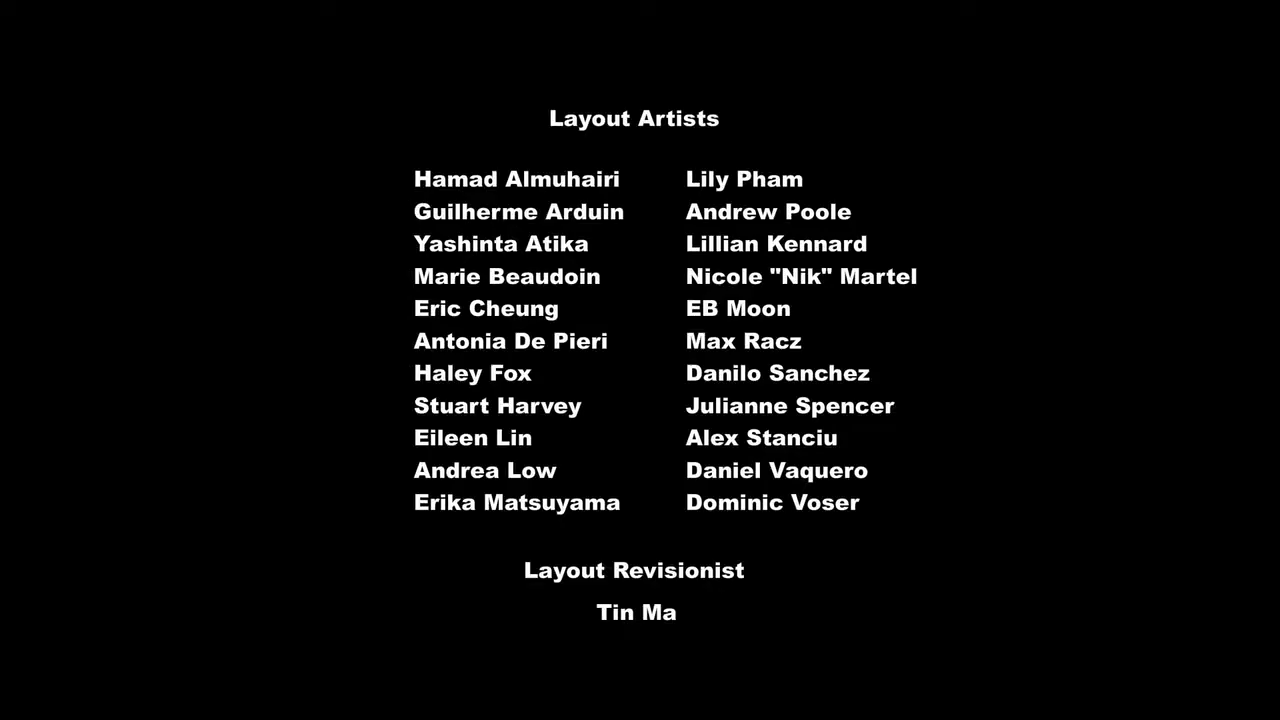 Layout Artists
Hamad Almuhairi
Guilherme Arduin
Yashinta Atika
Marie Beaudoin
Eric Cheung
Antonia De Pieri
Haley Fox
Stuart Harvey
Eileen Lin
Andrea Low
Erika Matsuyama
Lily Pham
Andrew Poole
Lillian Kennard
Nicole "Nik" Martel
EB Moon
Max Racz
Danilo Sanchez
Julianne Spencer
Alex Stanciu
Daniel Vaquero
Dominic Voser
Layout Revisionist
Tin Ma